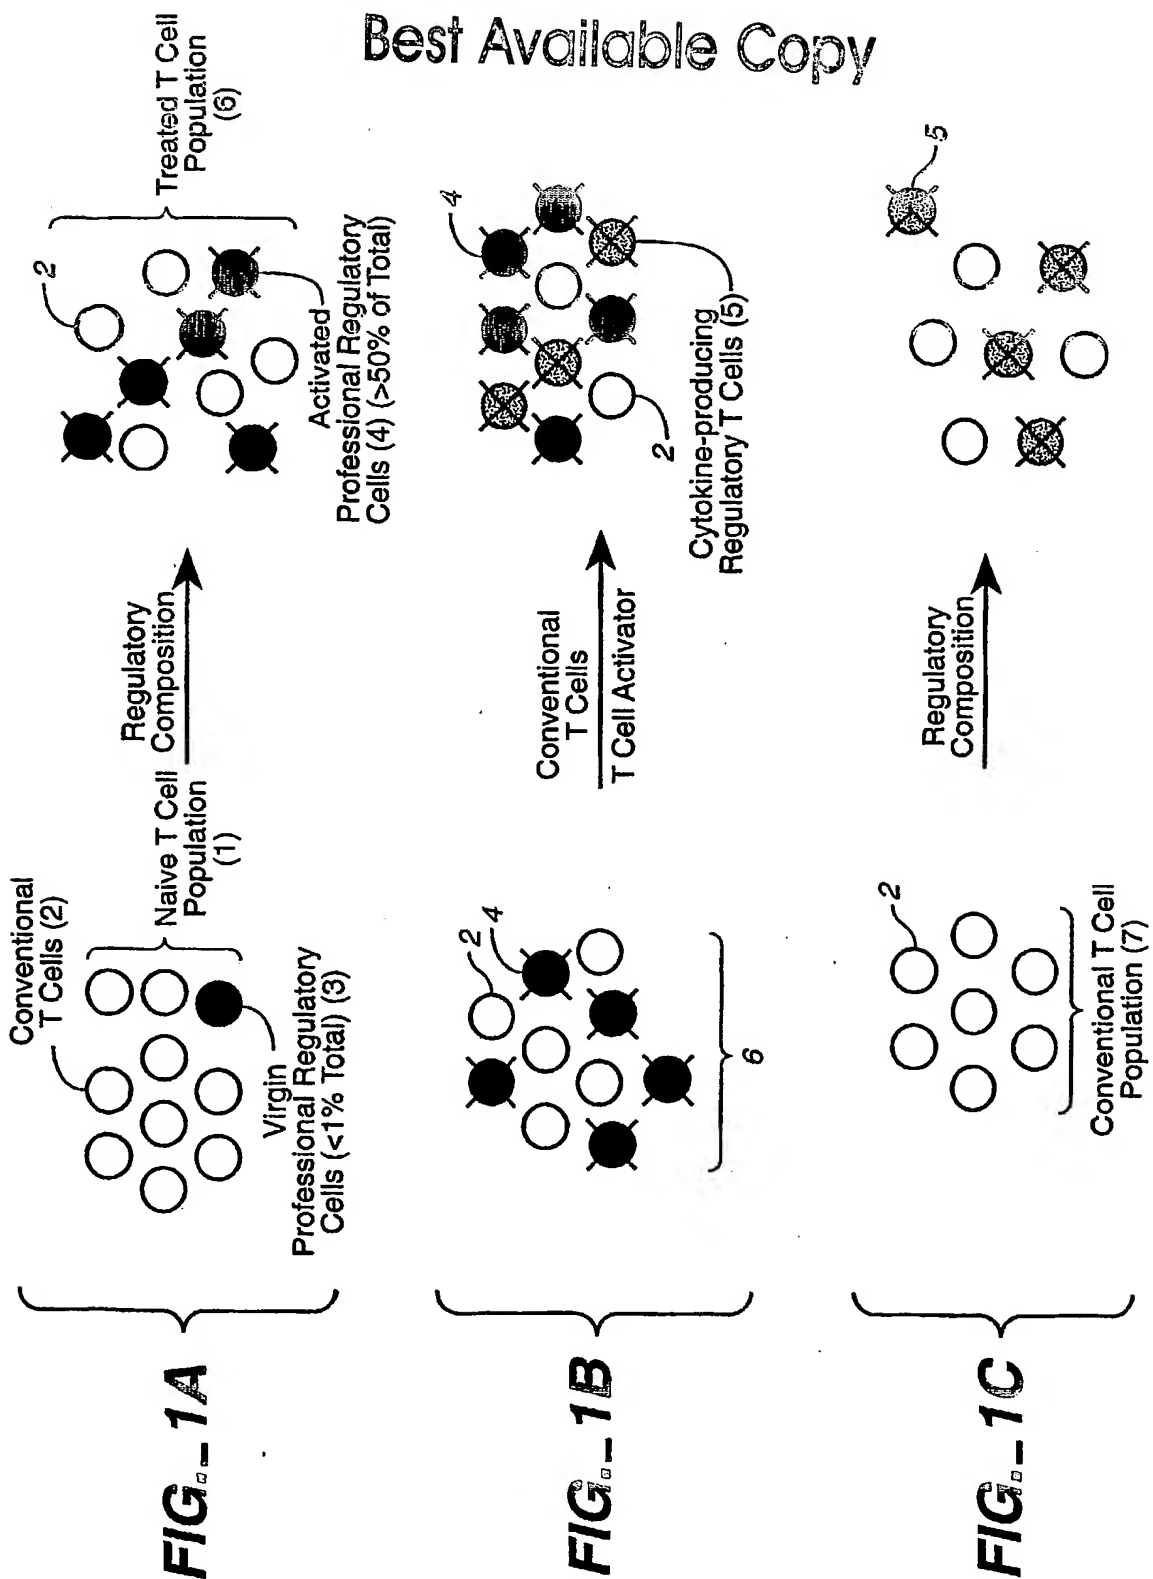 Best Available Copy
FIG._1A
Conventional
T Cells (2)
Naive T Cell
Population
(1)
Virgin
Professional Regulatory
Cells (<1% Total) (3)
Regulatory
Composition
2
Treated T Cell
Population
(6)
Activated
Professional Regulatory
Cells (4) (>50% of Total)
FIG._1B
2
4
6
Conventional
T Cells
T Cell Activator
4
2
Cytokine-producing
Regulatory T Cells (5)
FIG._1C
2
Conventional T Cell
Population (7)
Regulatory
Composition
5